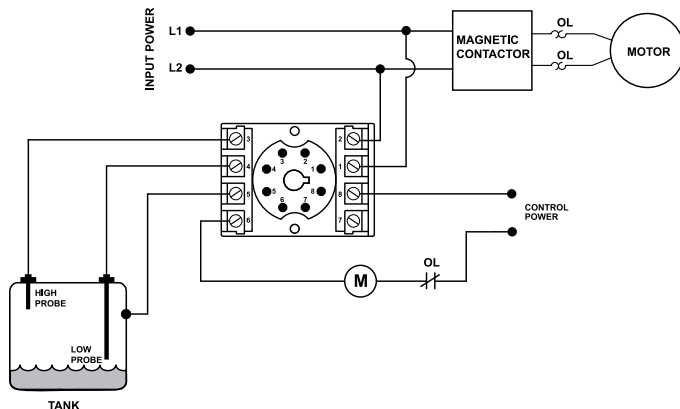 INPUT POWER
L1
L2
MAGNETIC
CONTACTOR
OL
OL
MOTOR
3
4
5
6
3
2
4
1
5
8
6
7
2
1
8
7
CONTROL
POWER
M
OL
HIGH
PROBE
LOW
PROBE
TANK